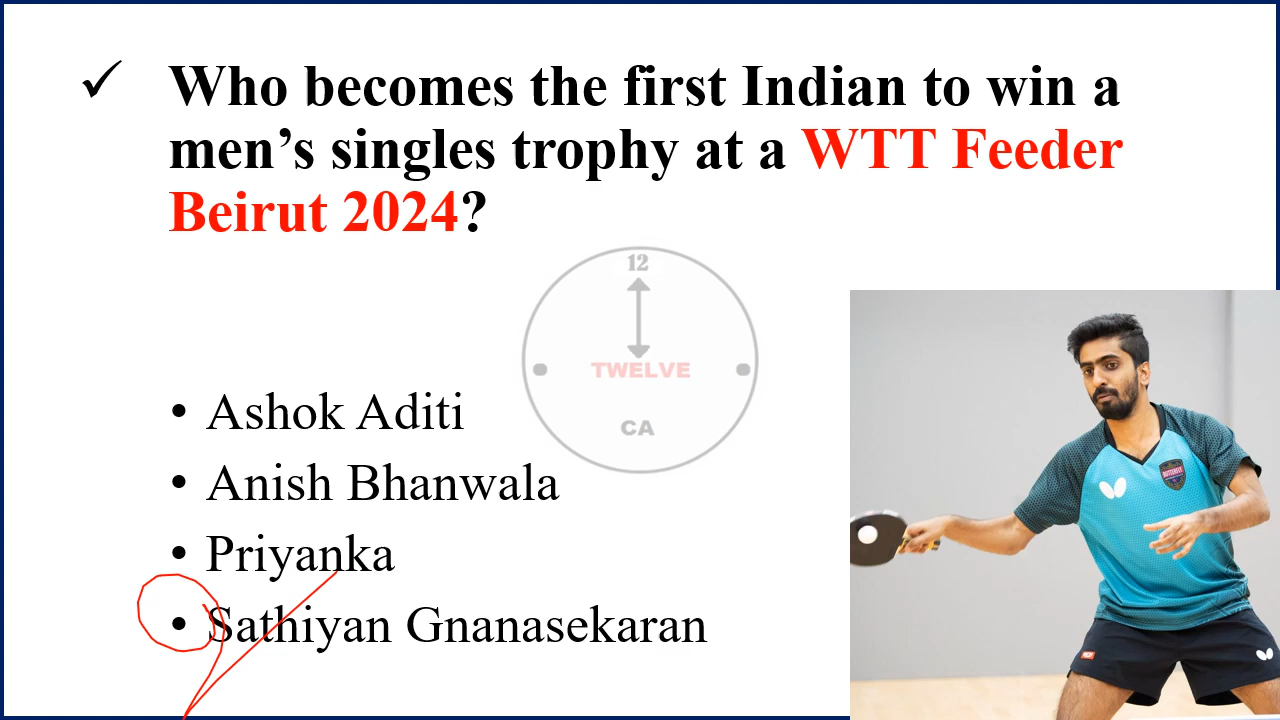 ✓ Who becomes the first Indian to win a
men’s singles trophy at a WTT Feeder
Beirut 2024?
12
TWELVE
CA
• Ashok Aditi
• Anish Bhanwala
• Priyanka
• Sathiyan Gnanasekaran